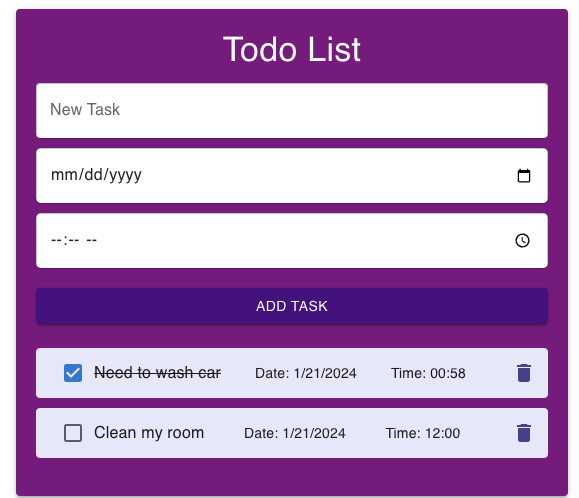 Todo List
New Task
mm/dd/yyyy
--:-- --
ADD TASK
Need to wash car Date: 1/21/2024 Time: 00:58
Clean my room Date: 1/21/2024 Time: 12:00